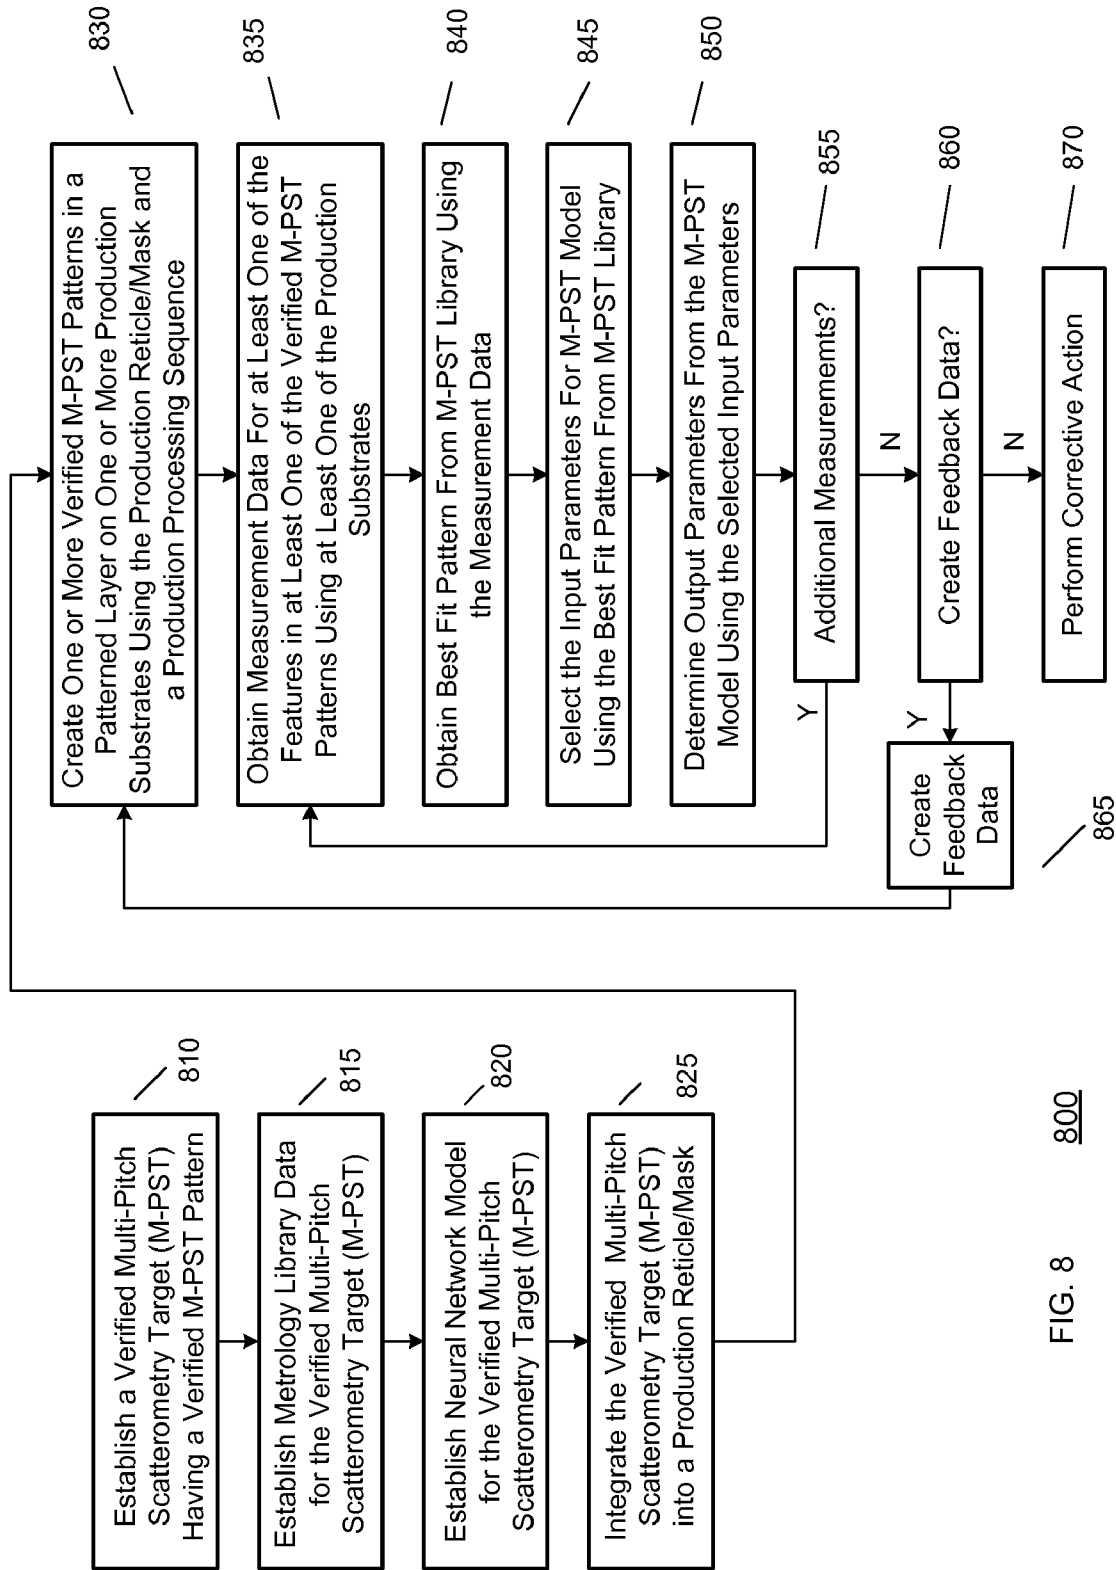 Establish a Verified Multi-Pitch
Scatterometry Target (M-PST)
Having a Verified M-PST Pattern
810
Establish Metrology Library Data
for the Verified Multi-Pitch
Scatterometry Target (M-PST)
815
Establish Neural Network Model
for the Verified Multi-Pitch
Scatterometry Target (M-PST)
820
Integrate the Verified Multi-Pitch
Scatterometry Target (M-PST)
into a Production Reticle/Mask
825
Create One or More Verified M-PST Patterns in a
Patterned Layer on One or More Production
Substrates Using the Production Reticle/Mask and
a Production Processing Sequence
830
Obtain Measurement Data For at Least One of the
Features in at Least One of the Verified M-PST
Patterns Using at Least One of the Production
Substrates
835
Obtain Best Fit Pattern From M-PST Library Using
the Measurement Data
840
Select the Input Parameters For M-PST Model
Using the Best Fit Pattern From M-PST Library
845
Determine Output Parameters From the M-PST
Model Using the Selected Input Parameters
850
Additional Measurements?
855
Y
N
Create Feedback Data?
860
Y
N
Create
Feedback
Data
865
Perform Corrective Action
870
FIG. 8
800